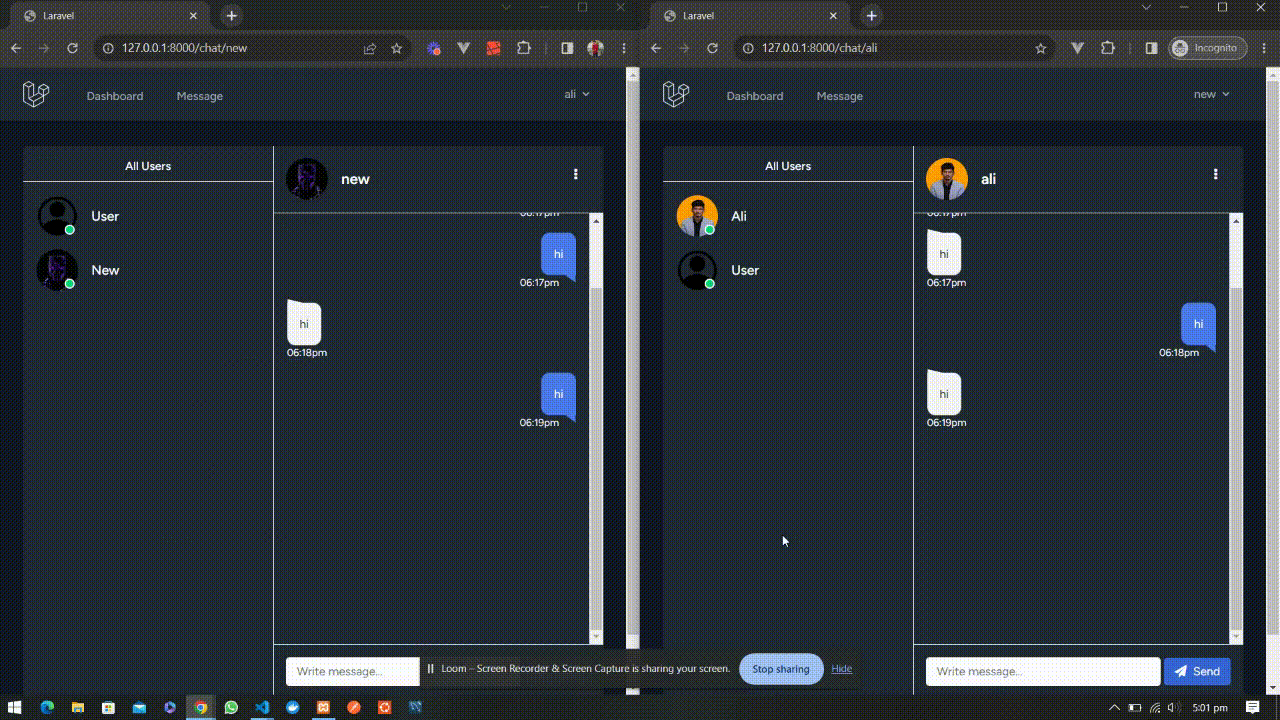 Laravel
127.0.0.1:8000/chat/new
Dashboard
Message
ali
All Users
User
New
new
06:17pm
hi
06:17pm
hi
06:18pm
hi
06:19pm
Write message...
Laravel
127.0.0.1:8000/chat/ali
Incognito
Dashboard
Message
new
All Users
Ali
User
ali
06:17pm
hi
06:17pm
hi
06:18pm
hi
06:19pm
Write message...
Send
Loom – Screen Recorder & Screen Capture is sharing your screen.
Stop sharing
Hide
5:01 pm